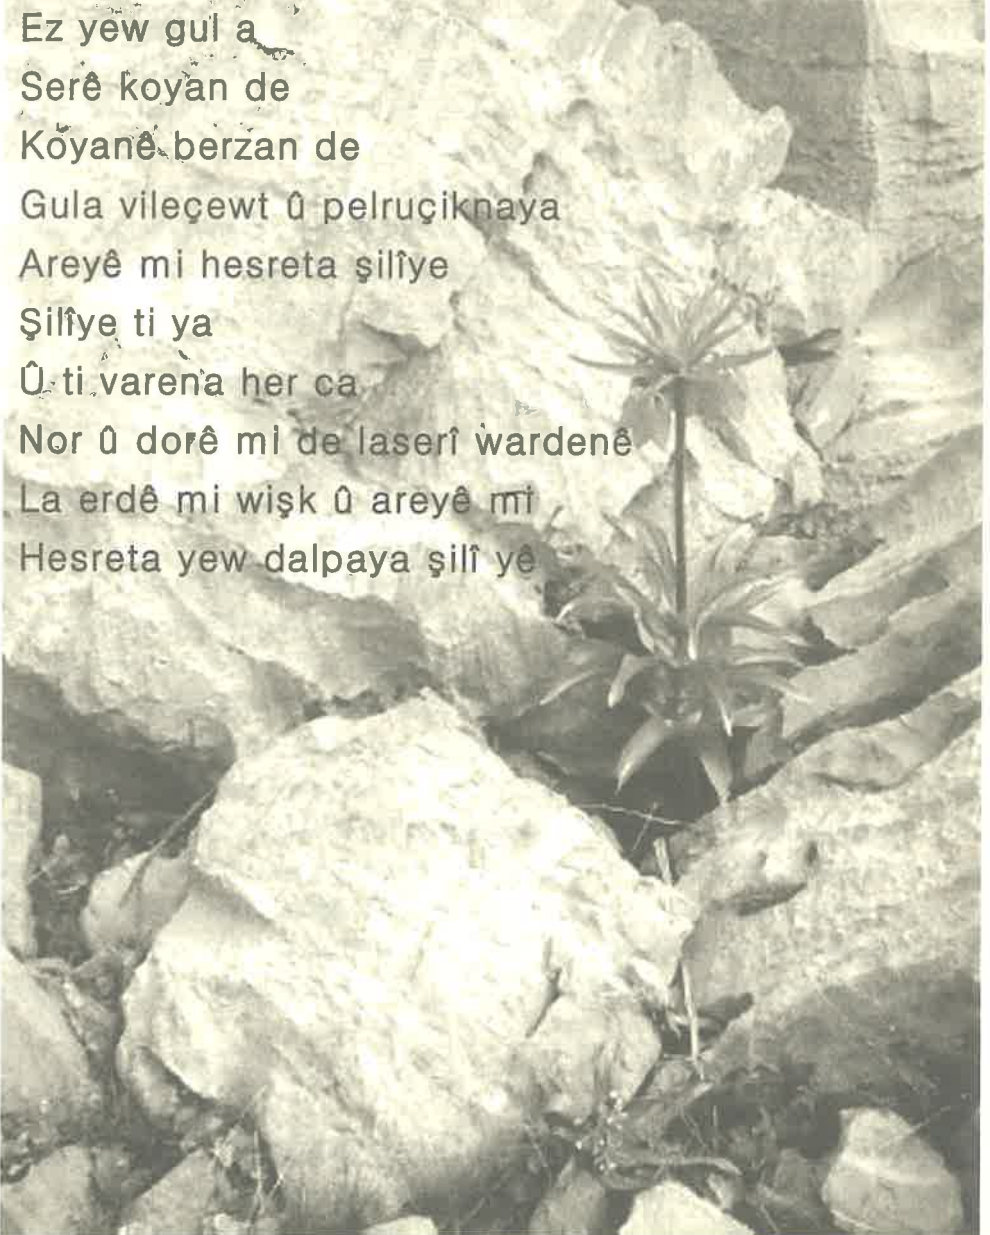 Ez yew gul a
Serê koyan de
Koyanê berzan de
Gula vileçewt û pelruçiknaya
Areyê mi hesreta şilîye
Şilîye ti ya
Û ti varena her ca
Nor û dorê mi de laserî wardenê
La erdê mi wişk û areyê mi
Hesreta yew dalpaya şilî yê